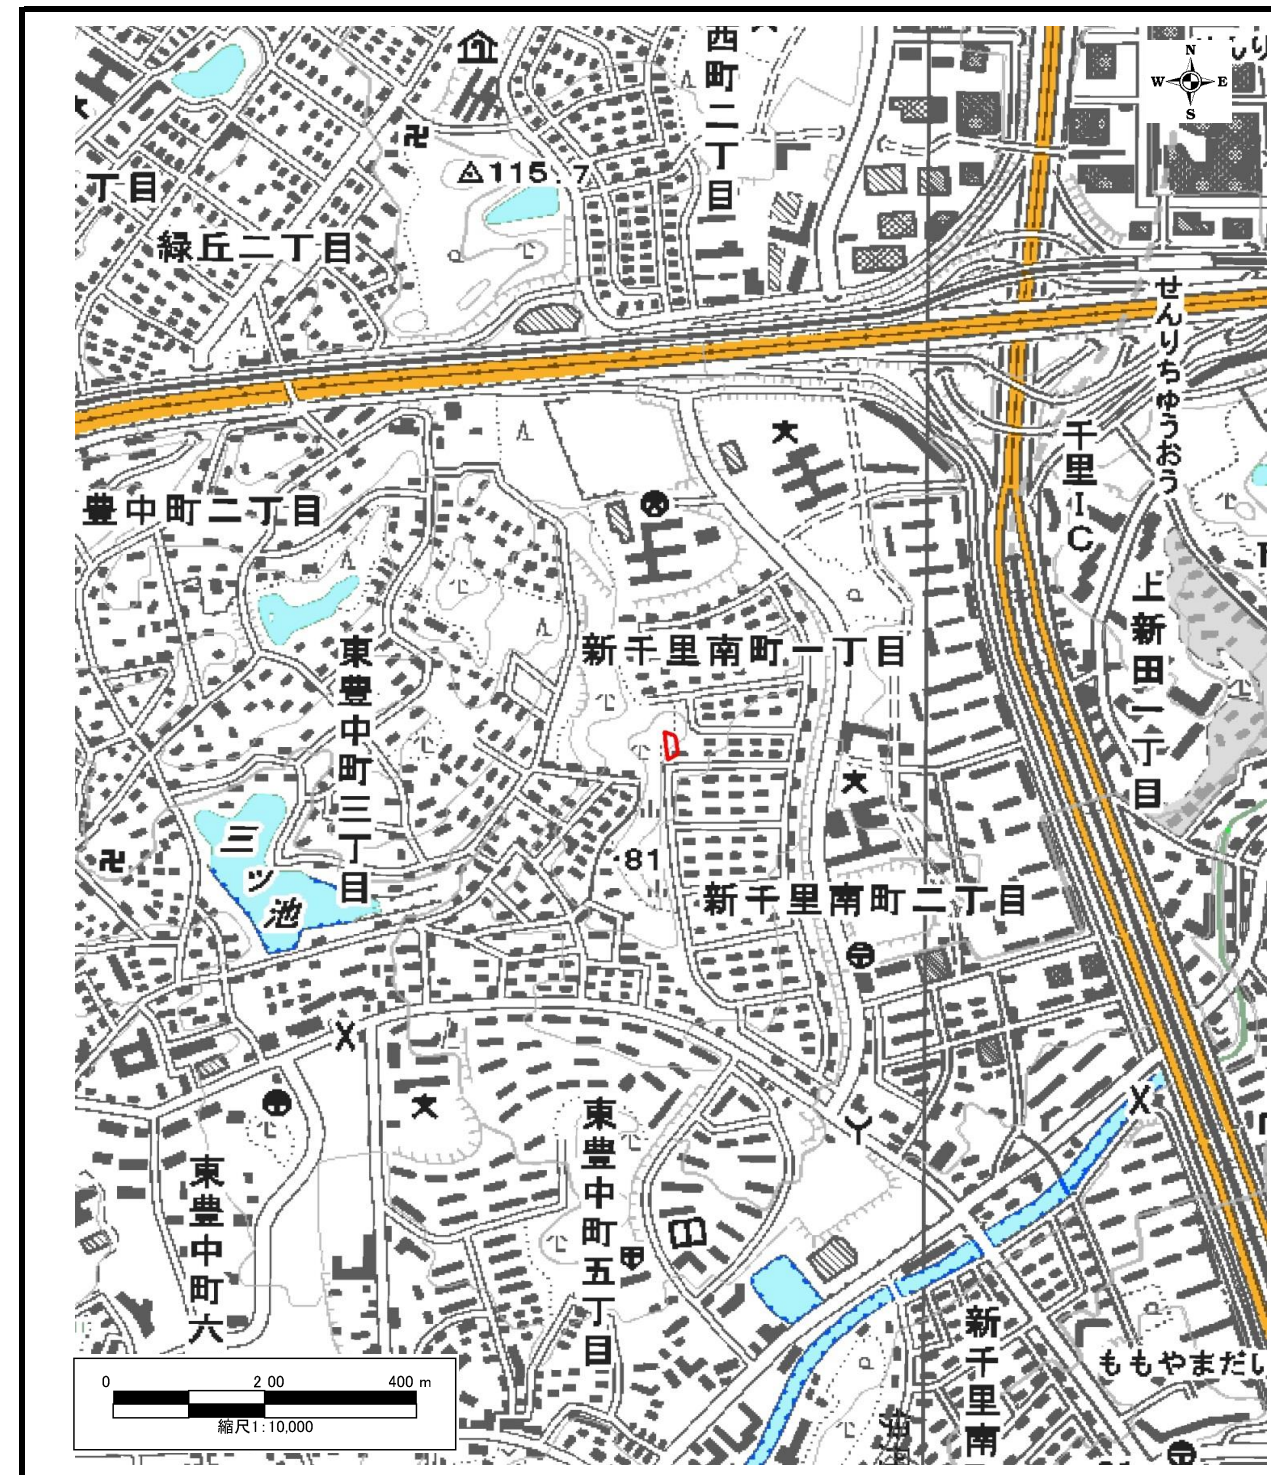 西町二丁目
N
W E
S
115.7
丁目
緑丘二丁目
せんりちゅうおう
千里IC
豊中町二丁目
上新田一丁目
新千里南町一丁目
東豊中町三丁目
三ッ池
81
新千里南町二丁目
東豊中町五丁目
東豊中町六
新千里南
ももやまだい
0 200 400 m
縮尺1:10,000